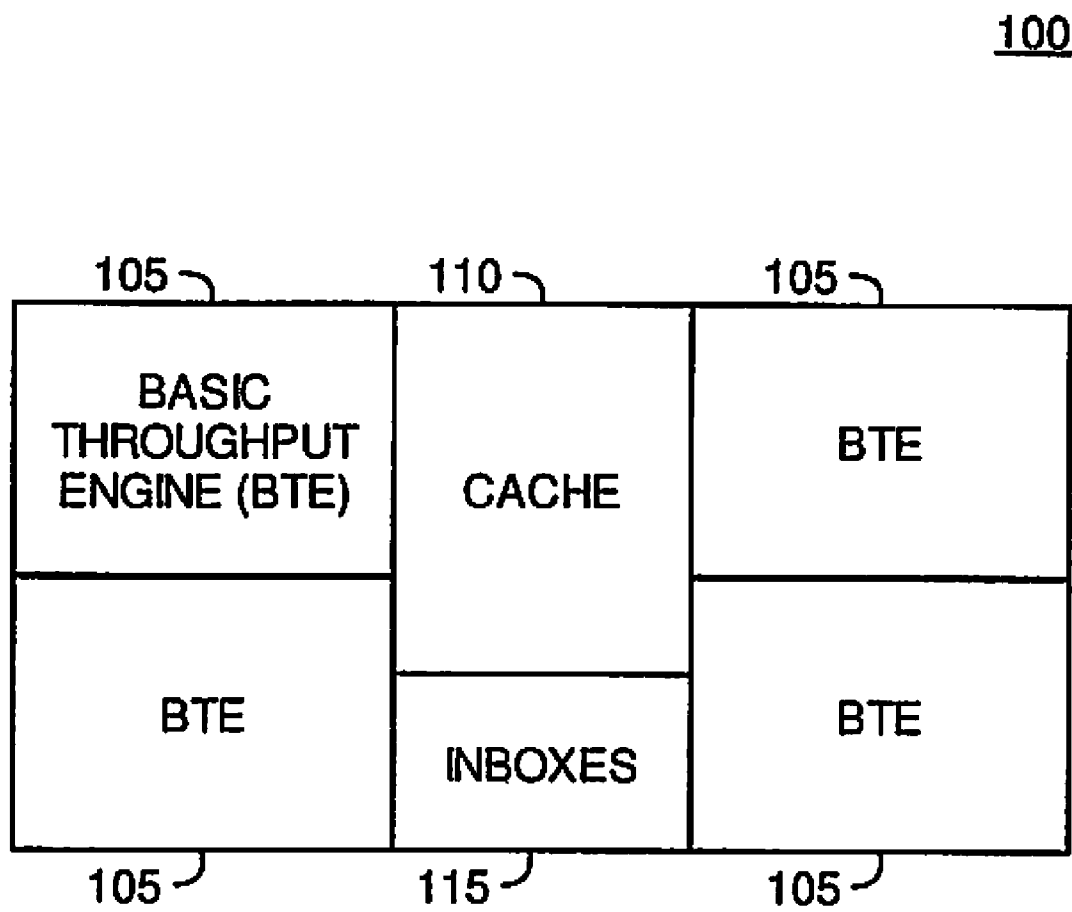 100
105 110 105
BASIC
THROUGHPUT
ENGINE (BTE)
CACHE
BTE
BTE
INBOXES
BTE
105 115 105